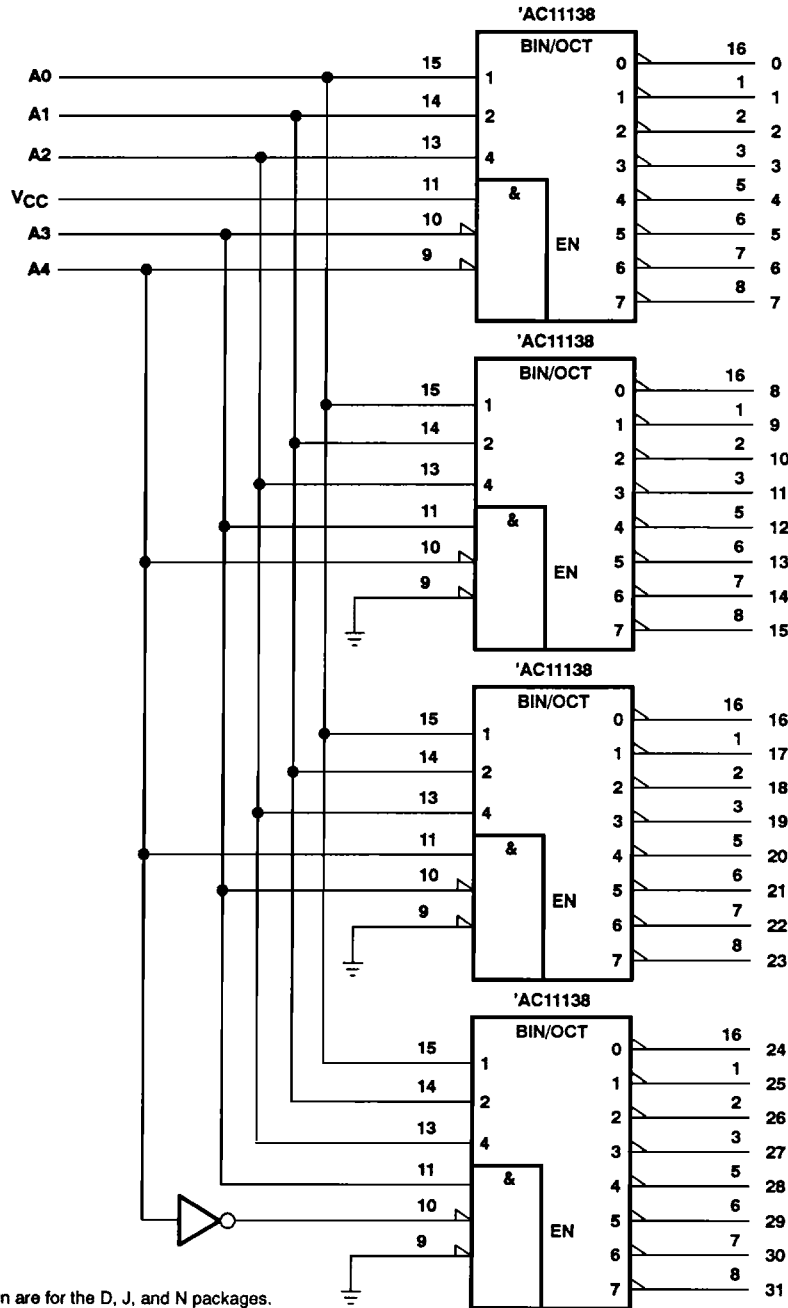 'AC11138
BIN/OCT
A0 15 1 0 16 0
A1 14 2 1 1 1
A2 13 4 2 2 2
3 3 3
VCC 11 & 4 5 4
A3 10 EN 5 6 5
A4 9 6 7 6
7 8 7
'AC11138
BIN/OCT
15 1 0 16 8
14 2 1 1 9
13 4 2 2 10
3 3 11
11 & 4 5 12
10 EN 5 6 13
9 6 7 14
7 8 15
'AC11138
BIN/OCT
15 1 0 16 16
14 2 1 1 17
13 4 2 2 18
3 3 19
11 & 4 5 20
10 EN 5 6 21
9 6 7 22
7 8 23
'AC11138
BIN/OCT
15 1 0 16 24
14 2 1 1 25
13 4 2 2 26
3 3 27
11 & 4 5 28
10 EN 5 6 29
9 6 7 30
7 8 31
n are for the D, J, and N packages.